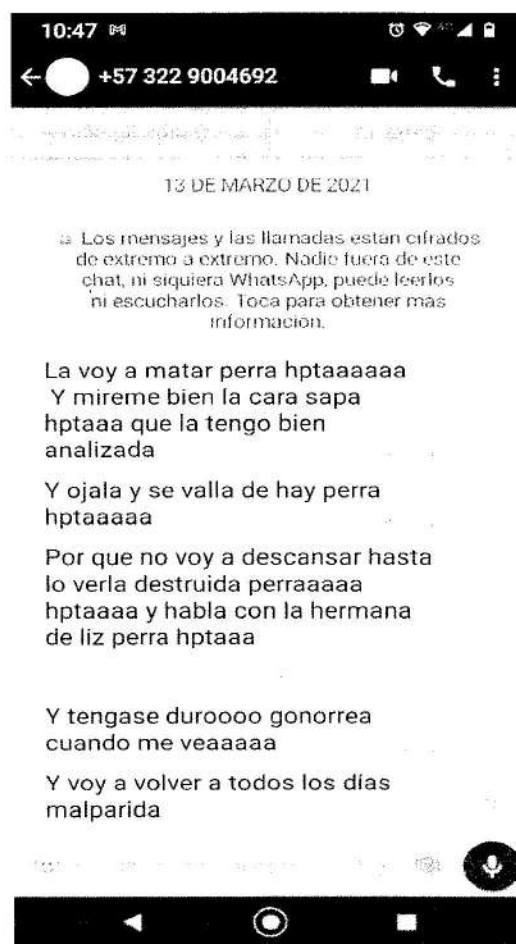 10:47
+57 322 9004692
13 DE MARZO DE 2021
Los mensajes y las llamadas están cifrados
de extremo a extremo. Nadie fuera de este
chat, ni siquiera WhatsApp, puede leerlos
ni escucharlos. Toca para obtener más
información.
La voy a matar perra hptaaaaaa
Y mireme bien la cara sapa
hptaaa que la tengo bien
analizada
Y ojala y se valla de hay perra
hptaaaaa
Por que no voy a descansar hasta
lo verla destruida perraaaaa
hptaaaa y habla con la hermana
de liz perra hptaaa
Y tengase duroooo gonorrea
cuando me veaaaaa
Y voy a volver a todos los días
malparida